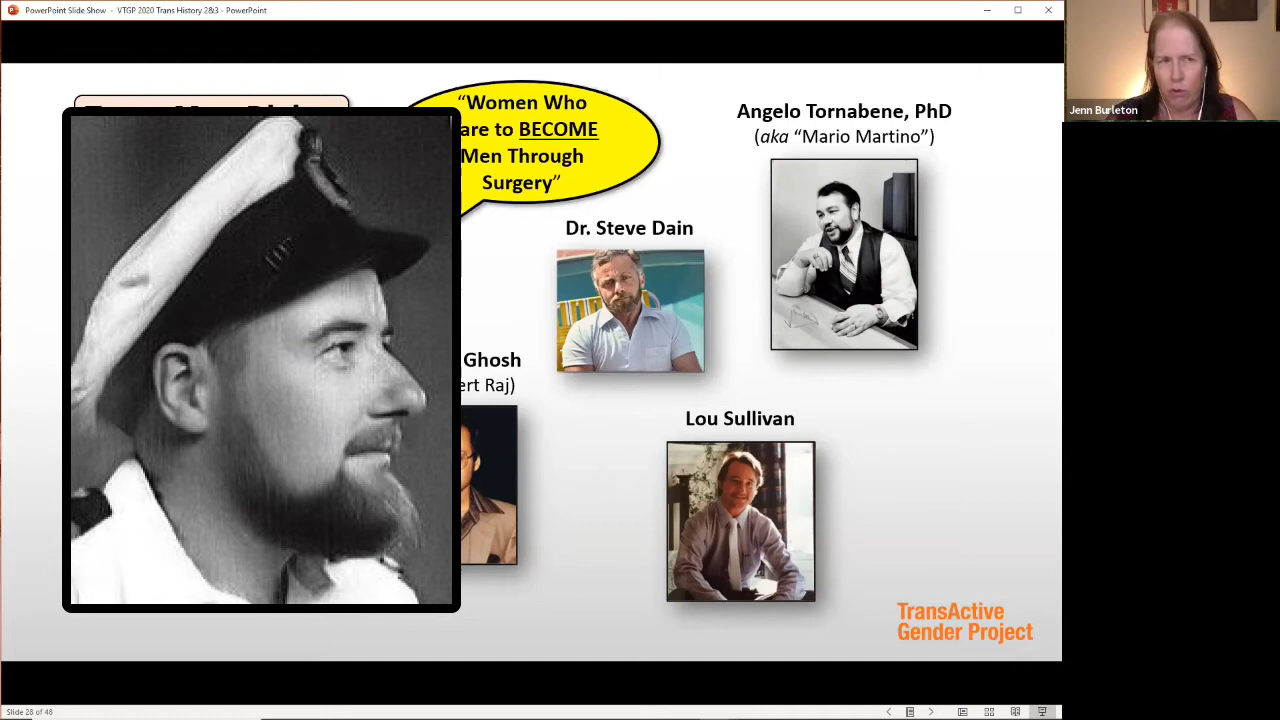 PowerPoint Slide Show - VTGP 2020 Trans History 2&3 - PowerPoint
Jenn Burleton
“Women Who
are to BECOME
Men Through
Surgery”
Angelo Tornabene, PhD
(aka “Mario Martino”)
Dr. Steve Dain
Ghosh
ert Raj)
Lou Sullivan
TransActive
Gender Project
Slide 28 of 48